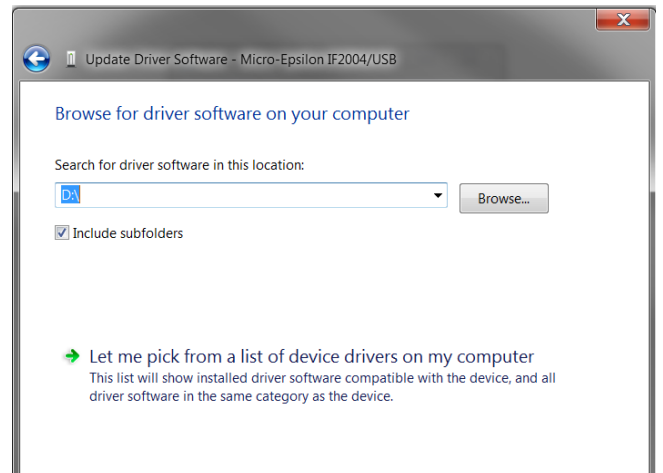 Update Driver Software - Micro-Epsilon IF2004/USB
Browse for driver software on your computer
Search for driver software in this location:
D:\
Browse...
Include subfolders
Let me pick from a list of device drivers on my computer
This list will show installed driver software compatible with the device, and all
driver software in the same category as the device.